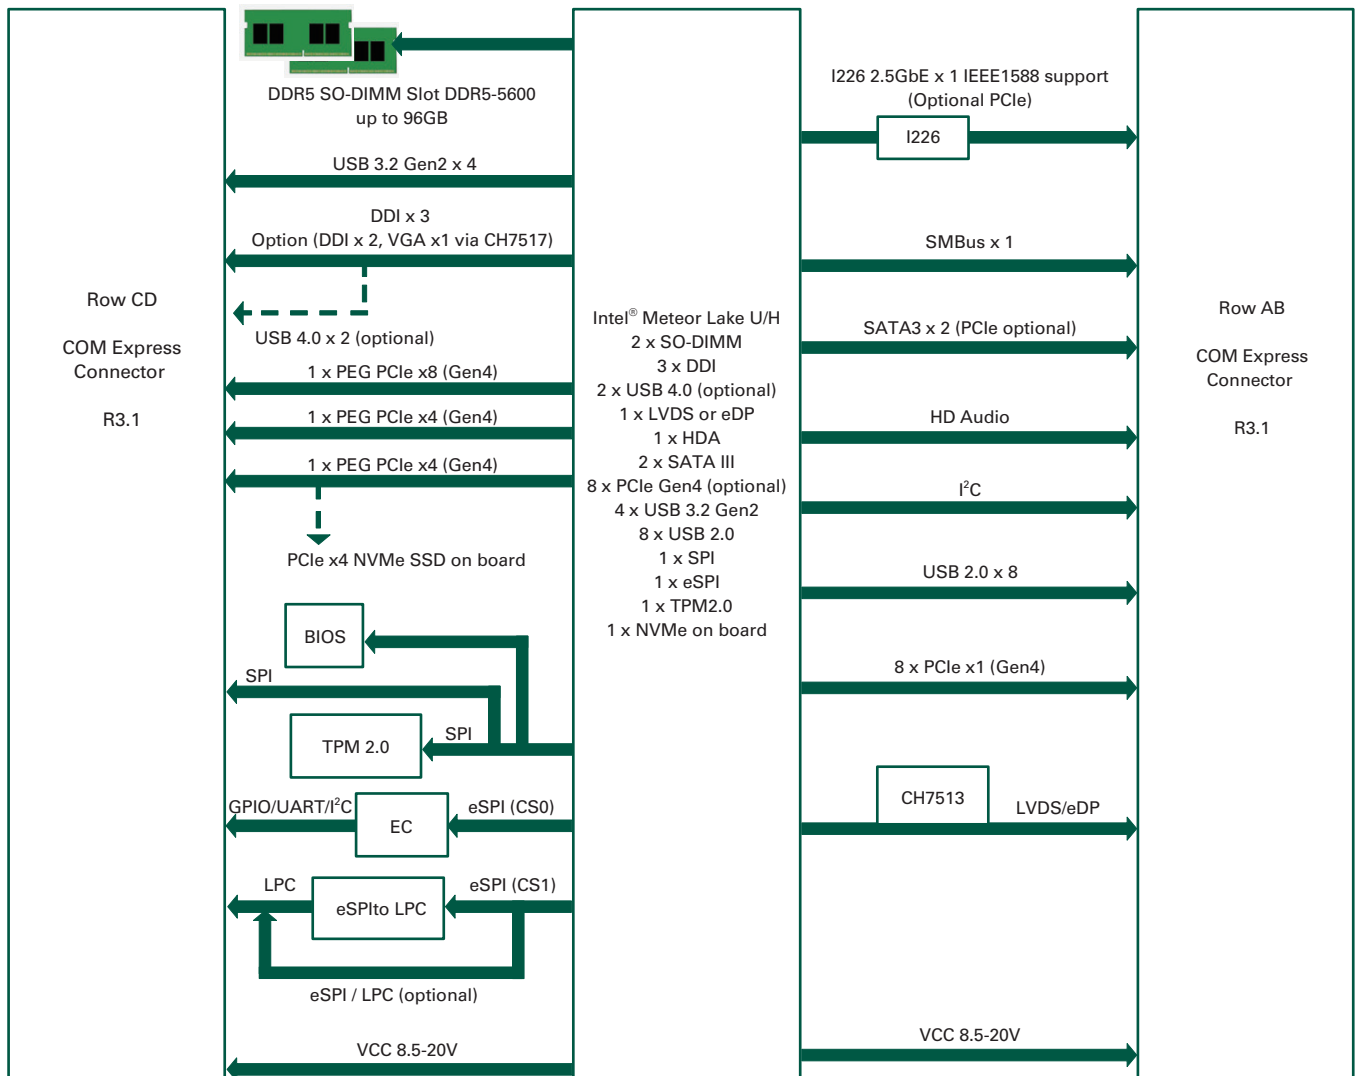 Row CD
COM Express
Connector
R3.1
DDR5 SO-DIMM Slot DDR5-5600
up to 96GB
USB 3.2 Gen2 x 4
DDI x 3
Option (DDI x 2, VGA x1 via CH7517)
USB 4.0 x 2 (optional)
1 x PEG PCIe x8 (Gen4)
1 x PEG PCIe x4 (Gen4)
1 x PEG PCIe x4 (Gen4)
PCIe x4 NVMe SSD on board
BIOS
SPI
TPM 2.0
SPI
GPIO/UART/I²C
EC
eSPI (CS0)
LPC
eSPIto LPC
eSPI (CS1)
eSPI / LPC (optional)
VCC 8.5-20V
Intel® Meteor Lake U/H
2 x SO-DIMM
3 x DDI
2 x USB 4.0 (optional)
1 x LVDS or eDP
1 x HDA
2 x SATA III
8 x PCIe Gen4 (optional)
4 x USB 3.2 Gen2
8 x USB 2.0
1 x SPI
1 x eSPI
1 x TPM2.0
1 x NVMe on board
I226 2.5GbE x 1 IEEE1588 support
(Optional PCIe)
I226
SMBus x 1
SATA3 x 2 (PCIe optional)
HD Audio
I²C
USB 2.0 x 8
8 x PCIe x1 (Gen4)
CH7513
LVDS/eDP
VCC 8.5-20V
Row AB
COM Express
Connector
R3.1